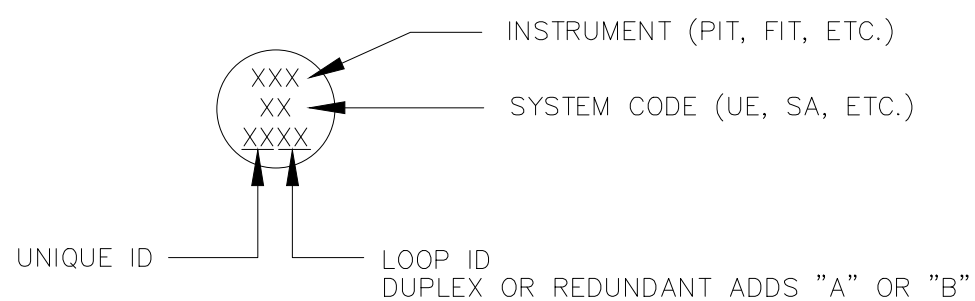 INSTRUMENT (PIT, FIT, ETC.)
XXX
SYSTEM CODE (UE, SA, ETC.)
XX
XXXX
UNIQUE ID
LOOP ID
DUPLEX OR REDUNDANT ADDS "A" OR "B"